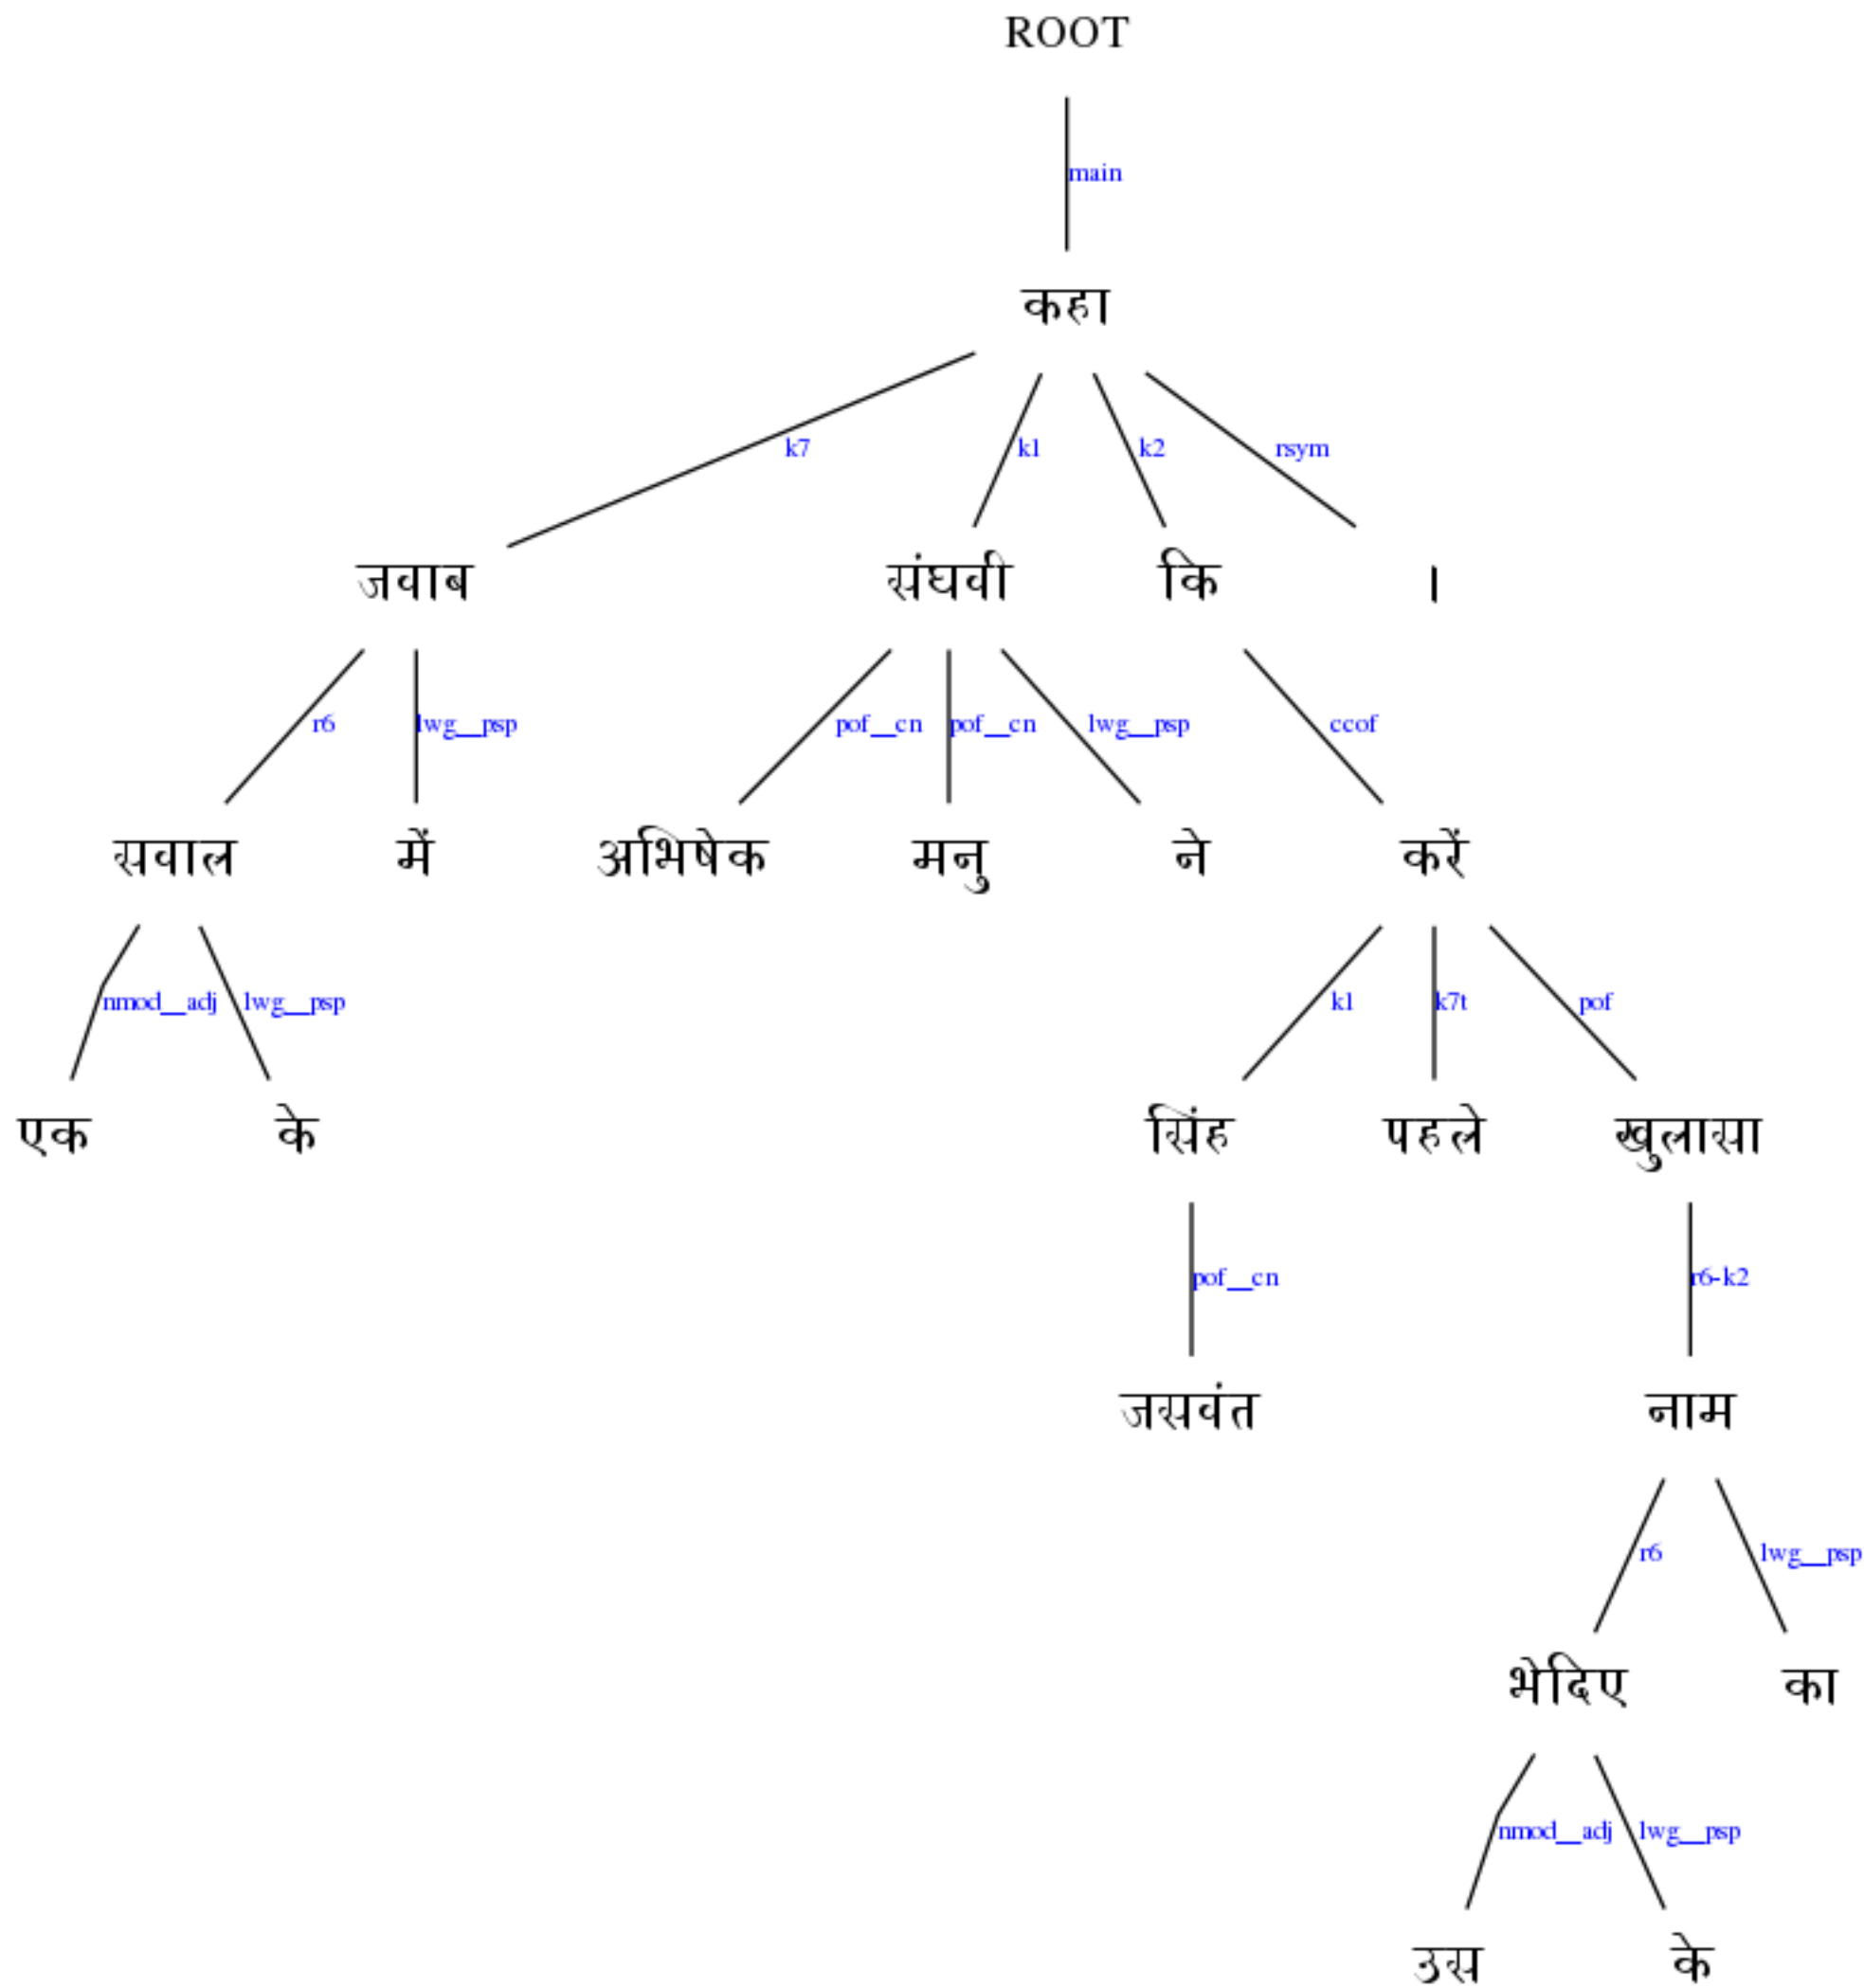 ROOT
main
कहा
k7 k1 k2 rsym
जवाब संघवी कि ।
r6 lwg__psp pof__cn pof__cn lwg__psp ccof
सवाल में अभिषेक मनु ने करें
nmod__adj lwg__psp k1 k7t pof
एक के सिंह पहले खुलासा
pof__cn r6-k2
जसवंत नाम
r6 lwg__psp
भेदिए का
nmod__adj lwg__psp
उस के